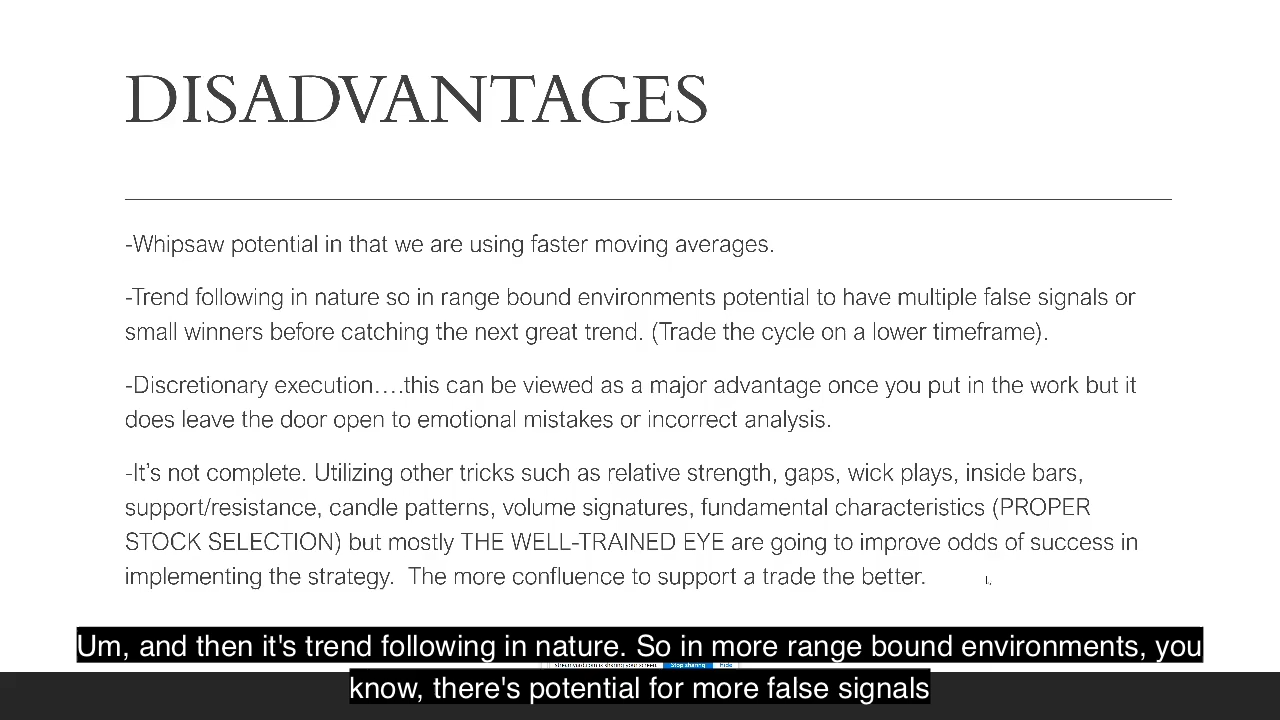 DISADVANTAGES
-Whipsaw potential in that we are using faster moving averages.
-Trend following in nature so in range bound environments potential to have multiple false signals or
small winners before catching the next great trend. (Trade the cycle on a lower timeframe).
-Discretionary execution….this can be viewed as a major advantage once you put in the work but it
does leave the door open to emotional mistakes or incorrect analysis.
-It’s not complete. Utilizing other tricks such as relative strength, gaps, wick plays, inside bars,
support/resistance, candle patterns, volume signatures, fundamental characteristics (PROPER
STOCK SELECTION) but mostly THE WELL-TRAINED EYE are going to improve odds of success in
implementing the strategy.  The more confluence to support a trade the better.
Um, and then it's trend following in nature. So in more range bound environments, you
is sharing your screen. Stop sharing Hide
know, there's potential for more false signals